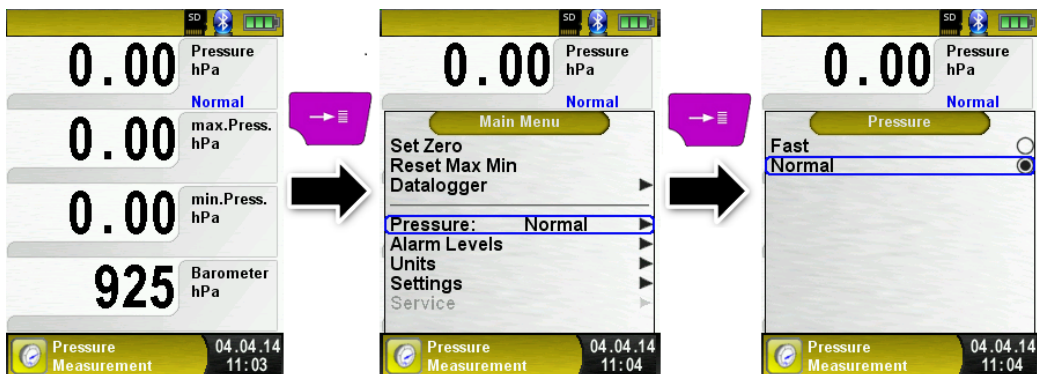 SD
0.00 Pressure
hPa
Normal
0.00 max.Press.
hPa
0.00 min.Press.
hPa
925 Barometer
hPa
Pressure 04.04.14
Measurement 11:03
SD
0.00 Pressure
hPa
Normal
Main Menu
Set Zero
Reset Max Min
Datalogger
Pressure: Normal
Alarm Levels
Units
Settings
Service
Pressure 04.04.14
Measurement 11:04
SD
0.00 Pressure
hPa
Normal
Pressure
Fast
Normal
Pressure 04.04.14
Measurement 11:04